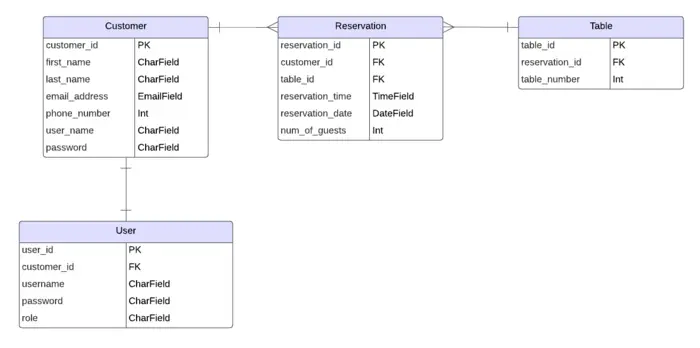 Customer
customer_id PK
first_name CharField
last_name CharField
email_address EmailField
phone_number Int
user_name CharField
password CharField
Reservation
reservation_id PK
customer_id FK
table_id FK
reservation_time TimeField
reservation_date DateField
num_of_guests Int
Table
table_id PK
reservation_id FK
table_number Int
User
user_id PK
customer_id FK
username CharField
password CharField
role CharField